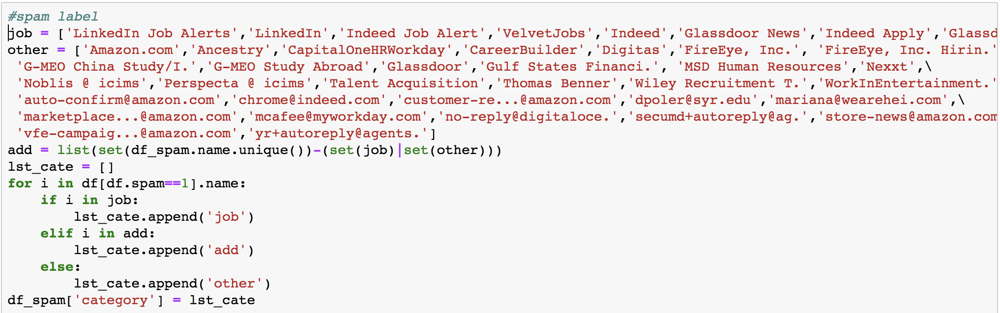 #spam label
job = ['LinkedIn Job Alerts','LinkedIn','Indeed Job Alert','VelvetJobs','Indeed','Glassdoor News','Indeed Apply','Glassd
other = ['Amazon.com','Ancestry','CapitalOneHRWorkday','CareerBuilder','Digitas','FireEye, Inc.', 'FireEye, Inc. Hirin.'
 'G-MEO China Study/I.','G-MEO Study Abroad','Glassdoor','Gulf States Financi.', 'MSD Human Resources','Nexxt',\
 'Noblis @ icims','Perspecta @ icims','Talent Acquisition','Thomas Benner','Wiley Recruitment T.','WorkInEntertainment.'
 'auto-confirm@amazon.com','chrome@indeed.com','customer-re...@amazon.com','dpoler@syr.edu','mariana@wearehei.com',\
 'marketplace...@amazon.com','mcafee@myworkday.com','no-reply@digitaloce.','secumd+autoreply@ag.','store-news@amazon.com
 'vfe-campaig...@amazon.com','yr+autoreply@agents.']
add = list(set(df_spam.name.unique())-(set(job)|set(other)))
lst_cate = []
for i in df[df.spam==1].name:
    if i in job:
        lst_cate.append('job')
    elif i in add:
        lst_cate.append('add')
    else:
        lst_cate.append('other')
df_spam['category'] = lst_cate